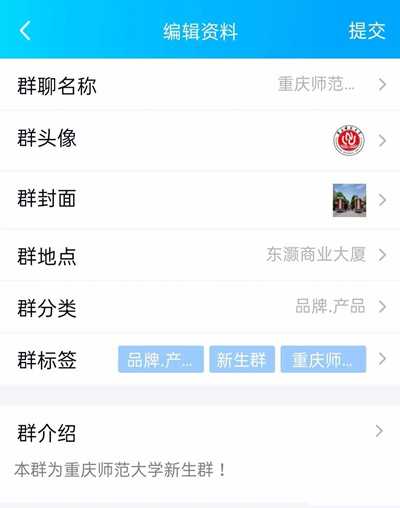 编辑资料 提交
群聊名称 重庆师范...
群头像
群封面
群地点 东灏商业大厦
群分类 品牌.产品
群标签 品牌.产... 新生群 重庆师...
群介绍
本群为重庆师范大学新生群！